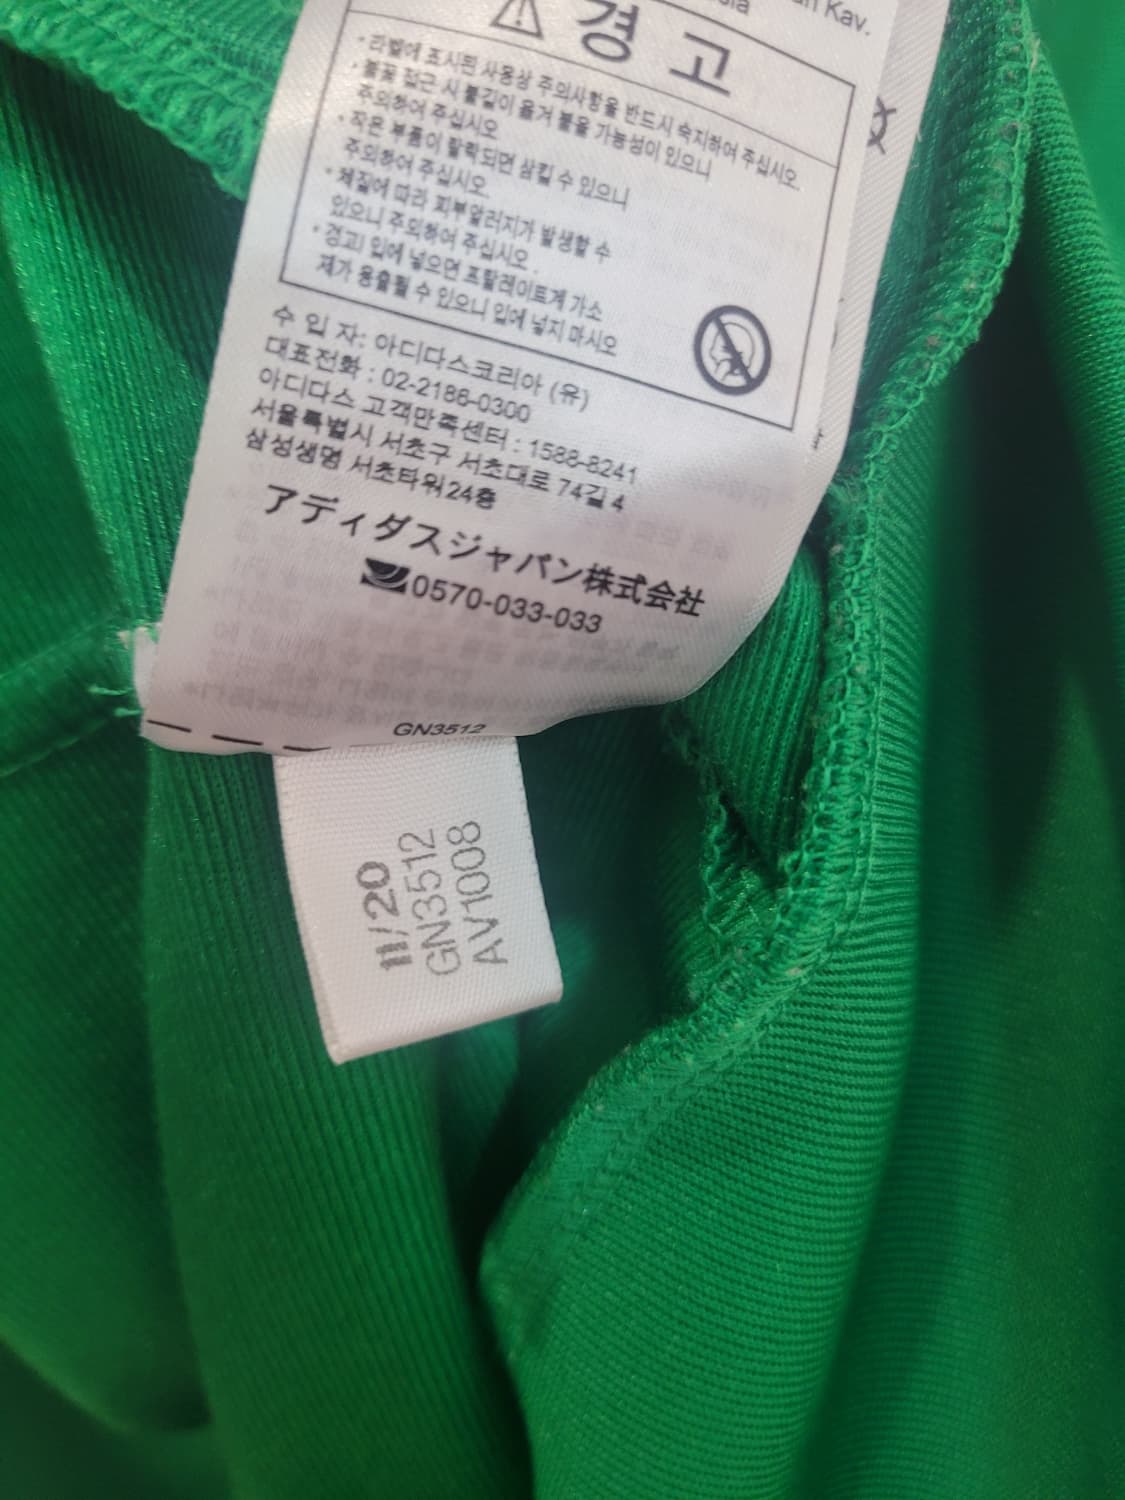 Kav.
경 고
* 라벨에 표시된 사용상 주의사항을 반드시 숙지하여 주십시오.
* 불꽃 접근 시 불길이 옮겨 붙을 가능성이 있으니
주의하여 주십시오
* 작은 부품이 탈락되면 삼킬 수 있으니
주의하여 주십시오.
* 체질에 따라 피부알러지가 발생할 수
있으니 주의하여 주십시오 .
* 경고! 입에 넣으면 프탈레이트계 가소
제가 용출될 수 있으니 입에 넣지 마시오
수 입 자: 아디다스코리아 (유)
대표전화 : 02-2186-0300
아디다스 고객만족센터 : 1588-8241
서울특별시 서초구 서초대로 74길 4
삼성생명 서초타워24층
アディダスジャパン株式会社
0570-033-033
GN3512
11/20
GN3512
AV1008